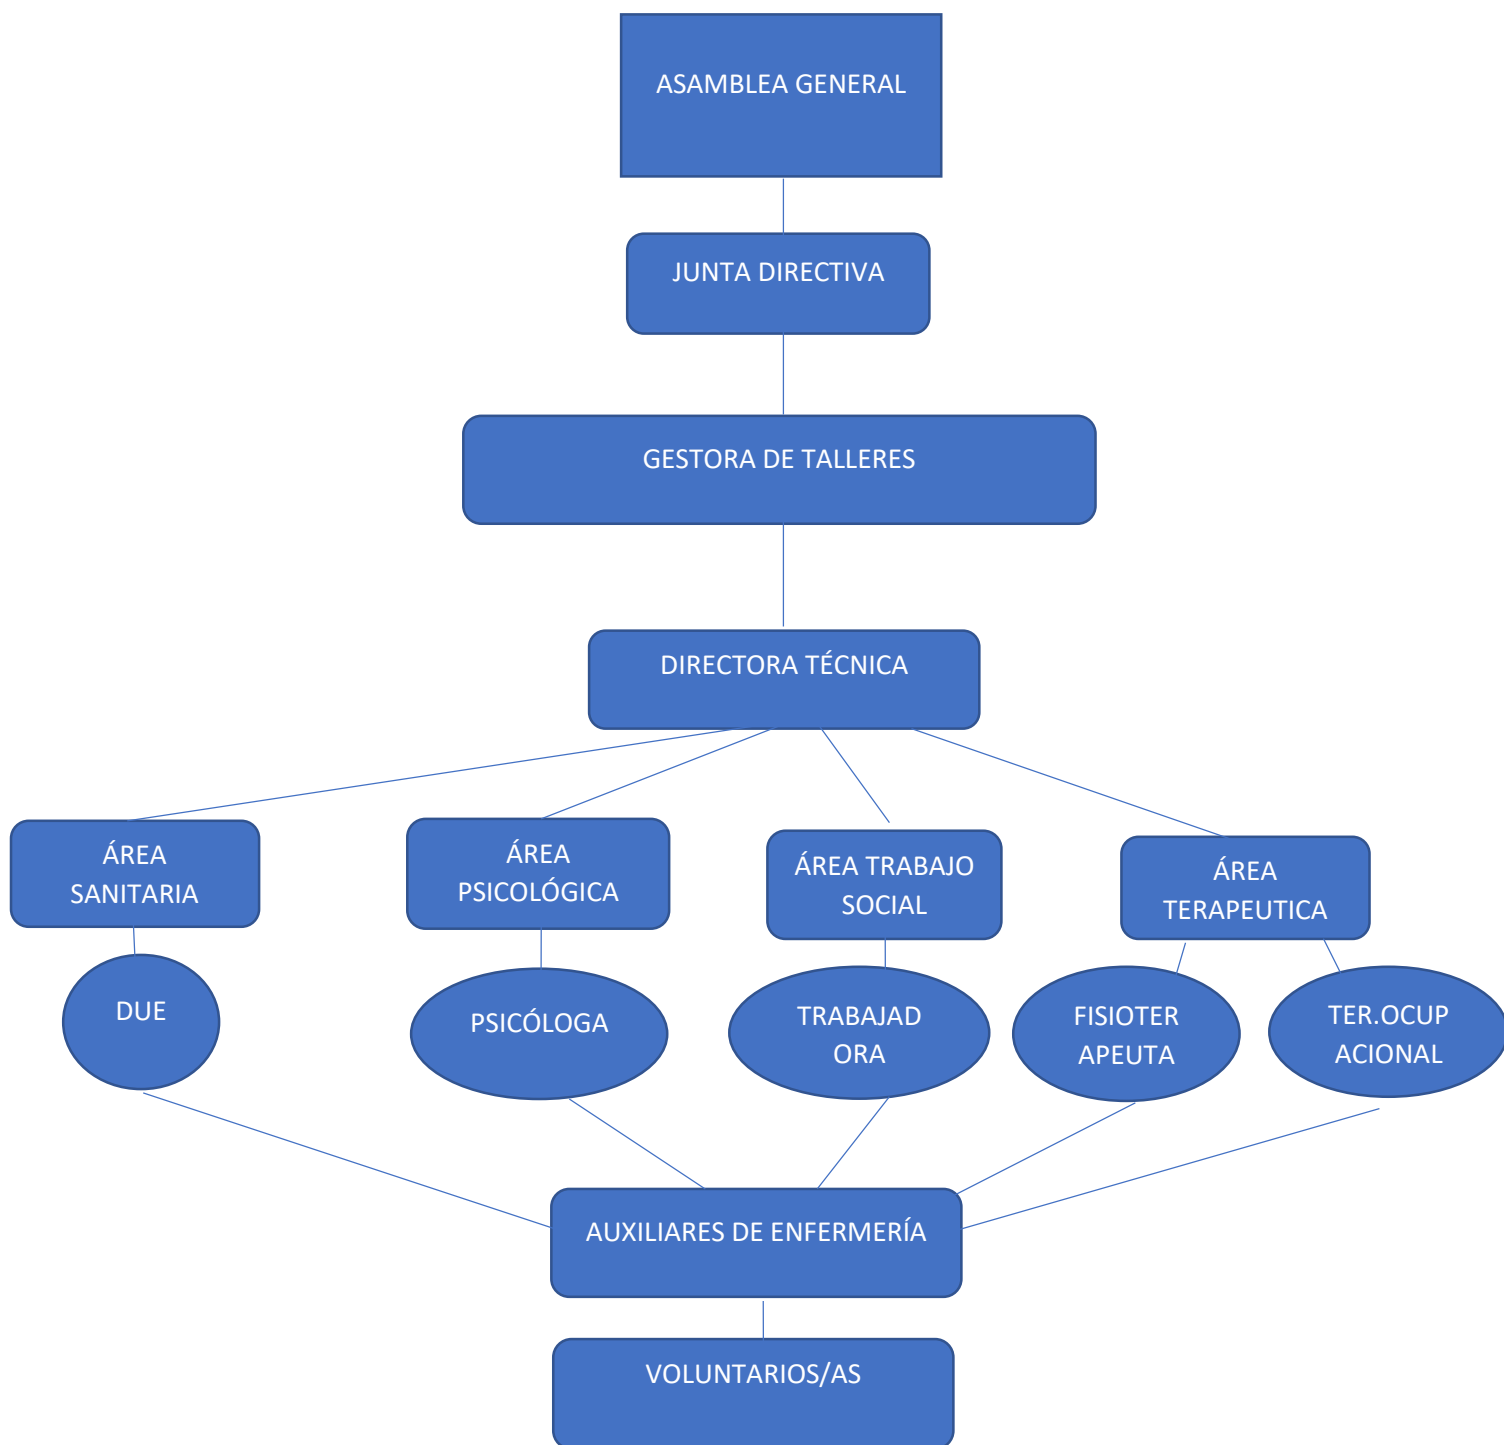 ASAMBLEA GENERAL
JUNTA DIRECTIVA
GESTORA DE TALLERES
DIRECTORA TÉCNICA
ÁREA
SANITARIA
ÁREA
PSICOLÓGICA
ÁREA TRABAJO
SOCIAL
ÁREA
TERAPEUTICA
DUE
PSICÓLOGA
TRABAJAD
ORA
FISIOTER
APEUTA
TER.OCUP
ACIONAL
AUXILIARES DE ENFERMERÍA
VOLUNTARIOS/AS